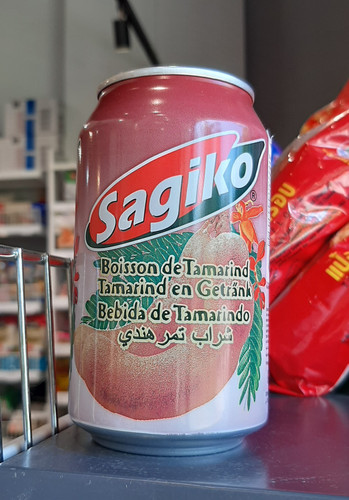 Sagiko
Boisson de Tamarind
Tamarind en Getränk
Bebida de Tamarindo
شراب تمر هندي